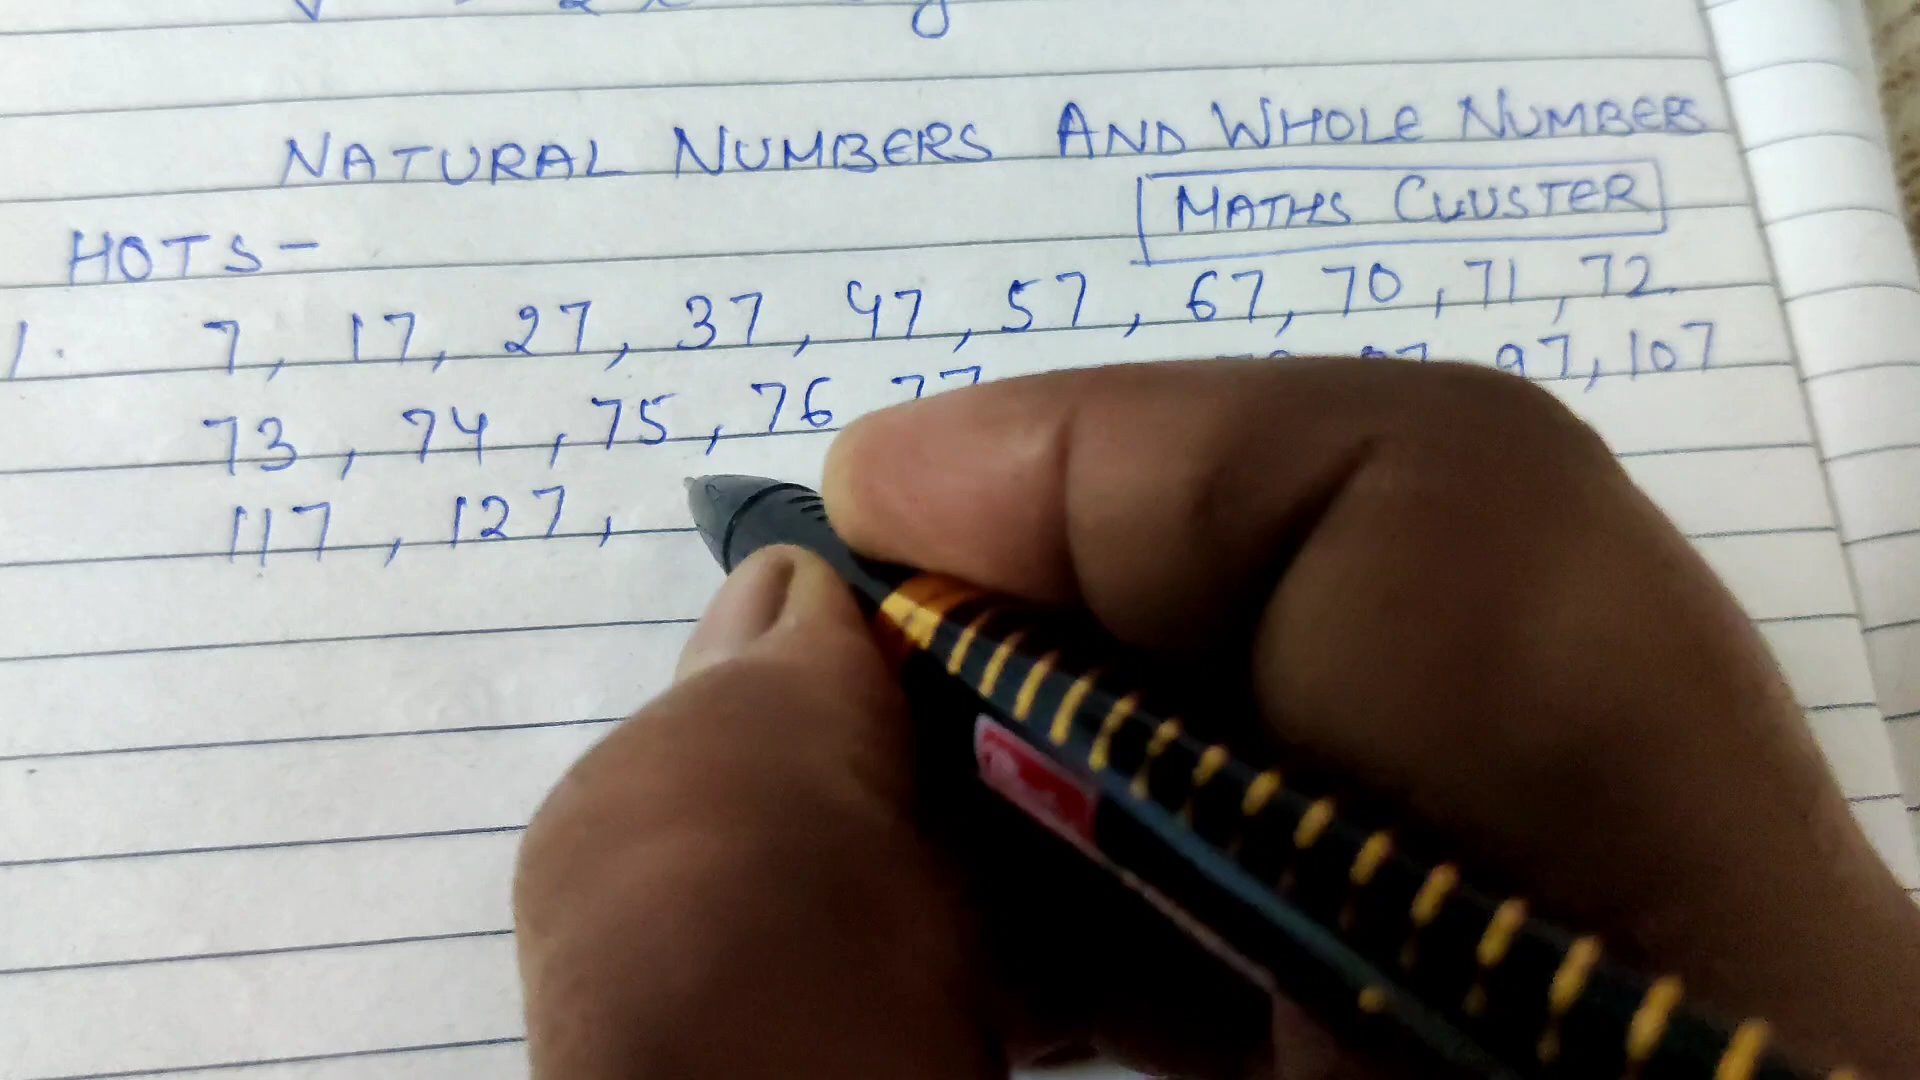 NATURAL NUMBERS AND WHOLE NUMBERS
MATHS CLUSTER
HOTS-
1. 7, 17, 27, 37, 47, 57, 67, 70, 71, 72
73, 74, 75, 76 77 97, 107
117, 127,